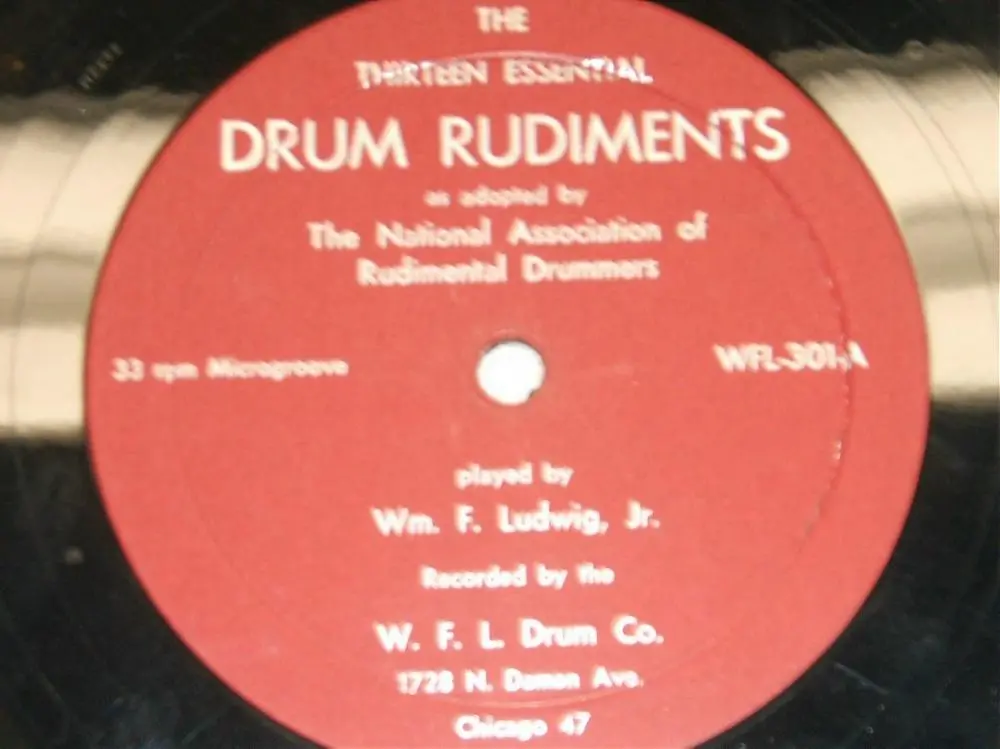 THE
THIRTEEN ESSENTIAL
DRUM RUDIMENTS
as adopted by
The National Association of
Rudimental Drummers
33 rpm Microgroove
WFL-301-A
played by
Wm. F. Ludwig, Jr.
Recorded by the
W. F. L. Drum Co.
1728 N. Damen Ave.
Chicago 47